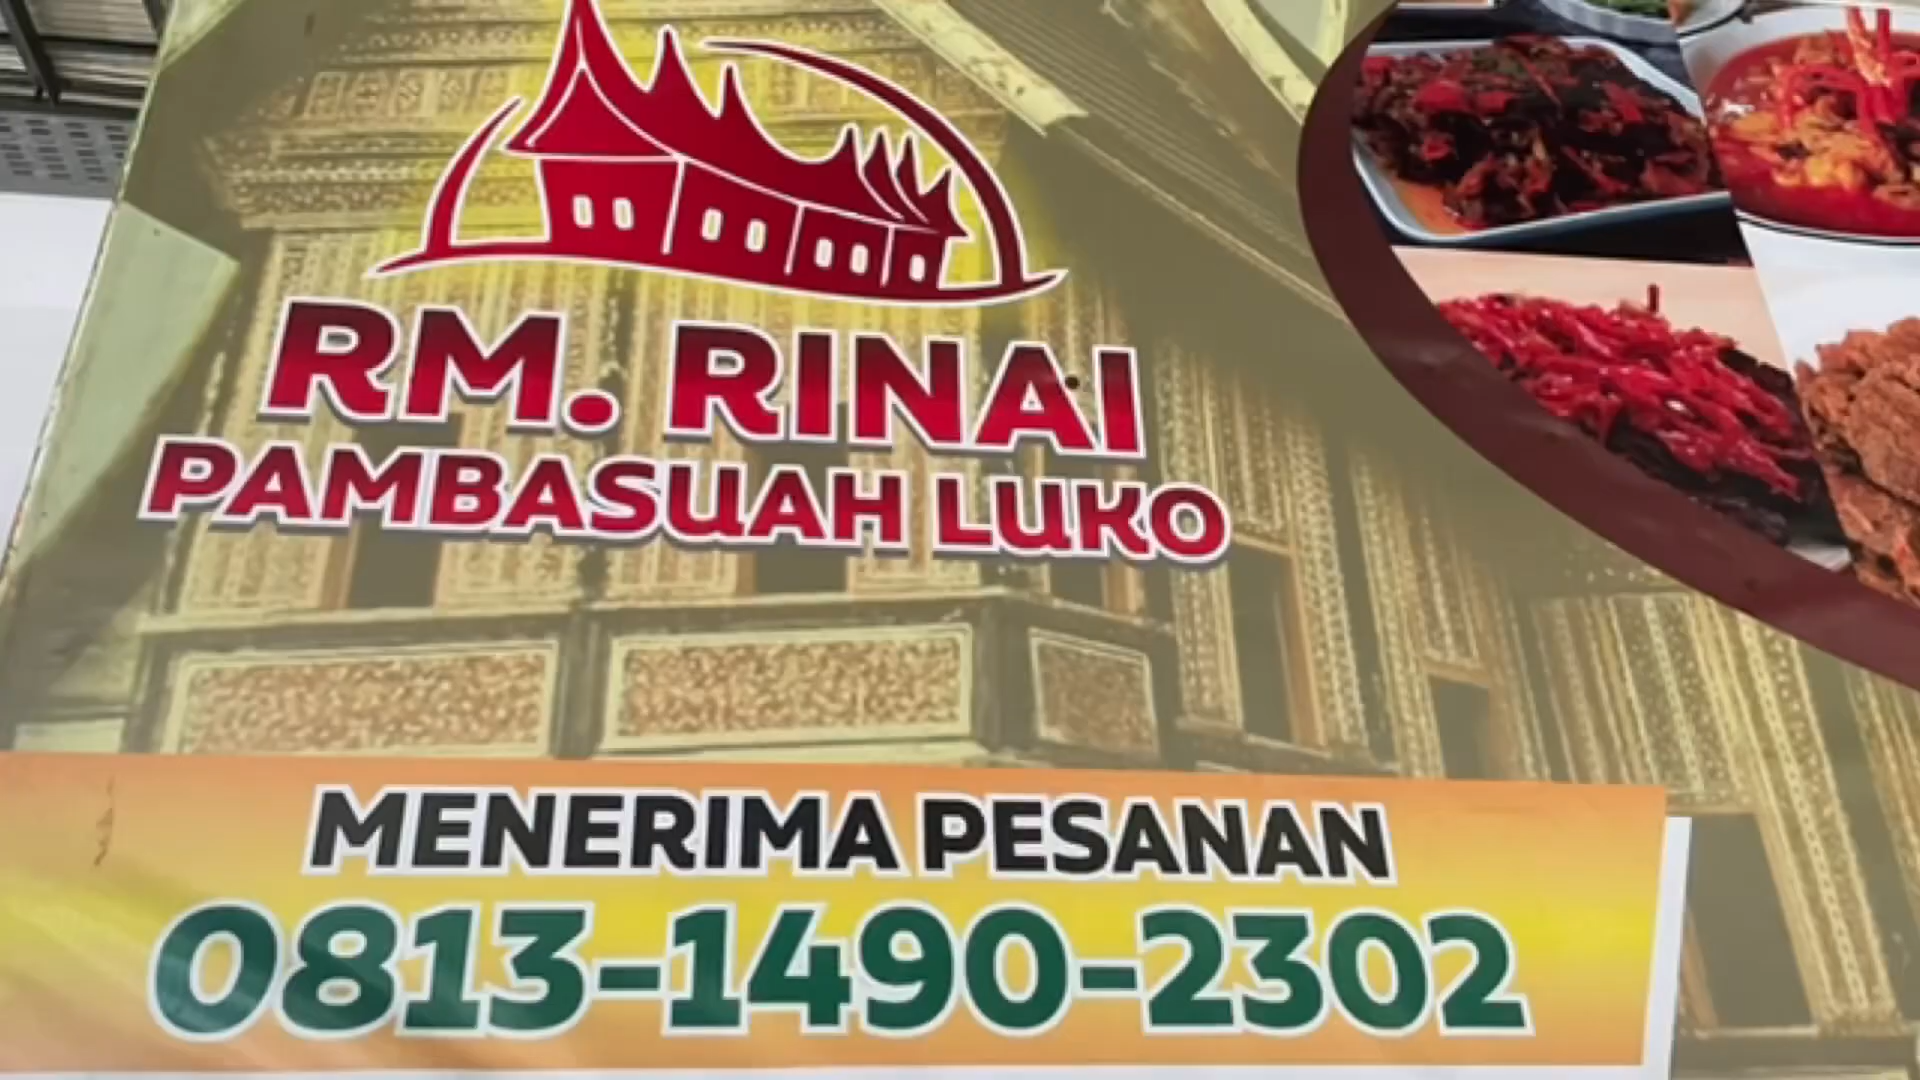 RM. RINAI
PAMBASUAH LUKO
MENERIMA PESANAN
0813-1490-2302